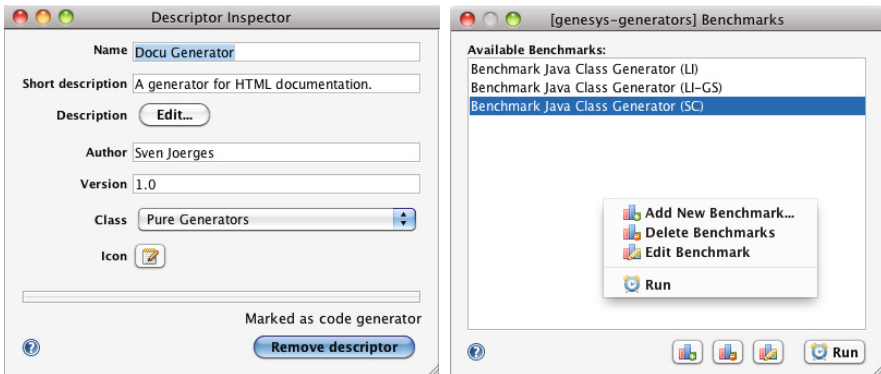 Descriptor Inspector
Name Docu Generator
Short description A generator for HTML documentation.
Description Edit...
Author Sven Joerges
Version 1.0
Class Pure Generators
Icon
Marked as code generator
? Remove descriptor
[genesys-generators] Benchmarks
Available Benchmarks:
Benchmark Java Class Generator (LI)
Benchmark Java Class Generator (LI-GS)
Benchmark Java Class Generator (SC)
Add New Benchmark...
Delete Benchmarks
Edit Benchmark
Run
? Run